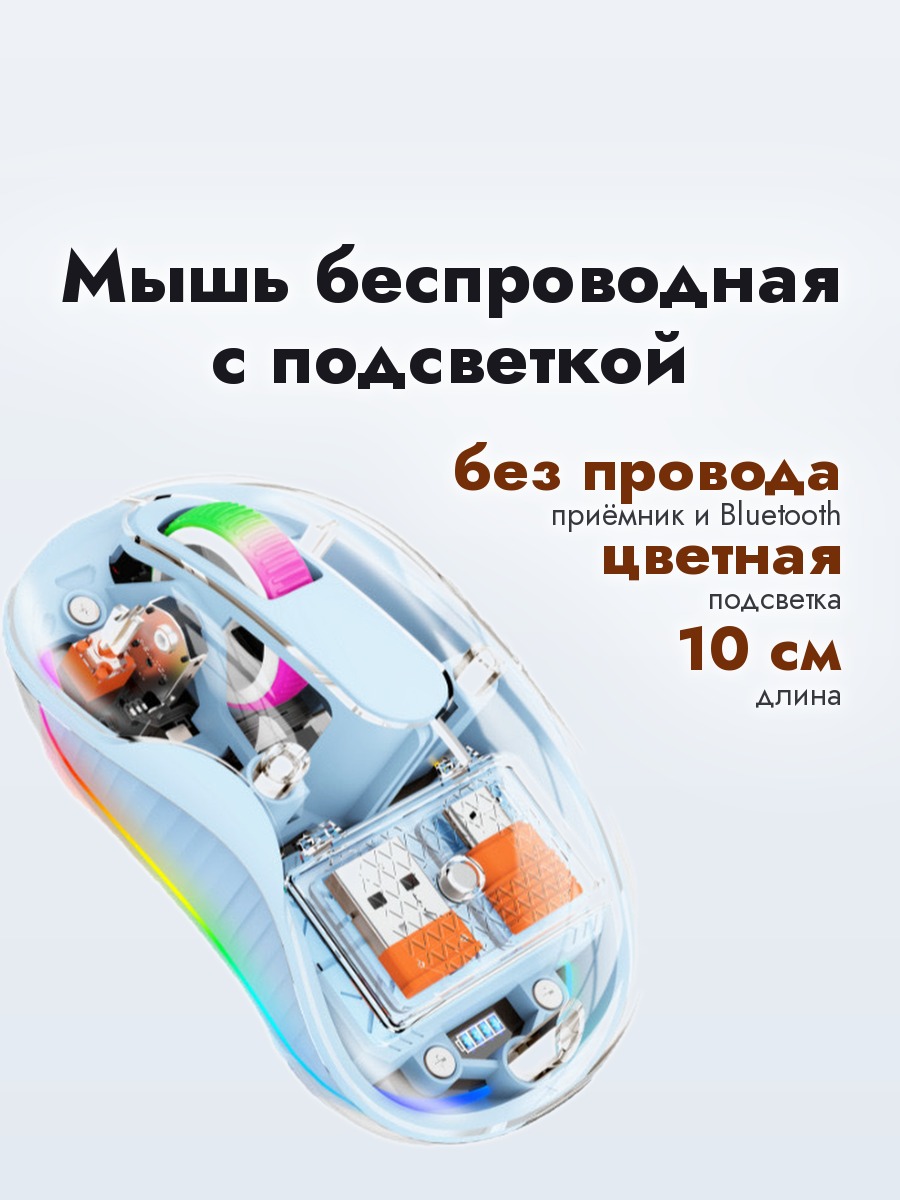 Мышь беспроводная
с подсветкой
без провода
приёмник и Bluetooth
цветная
подсветка
10 см
длина